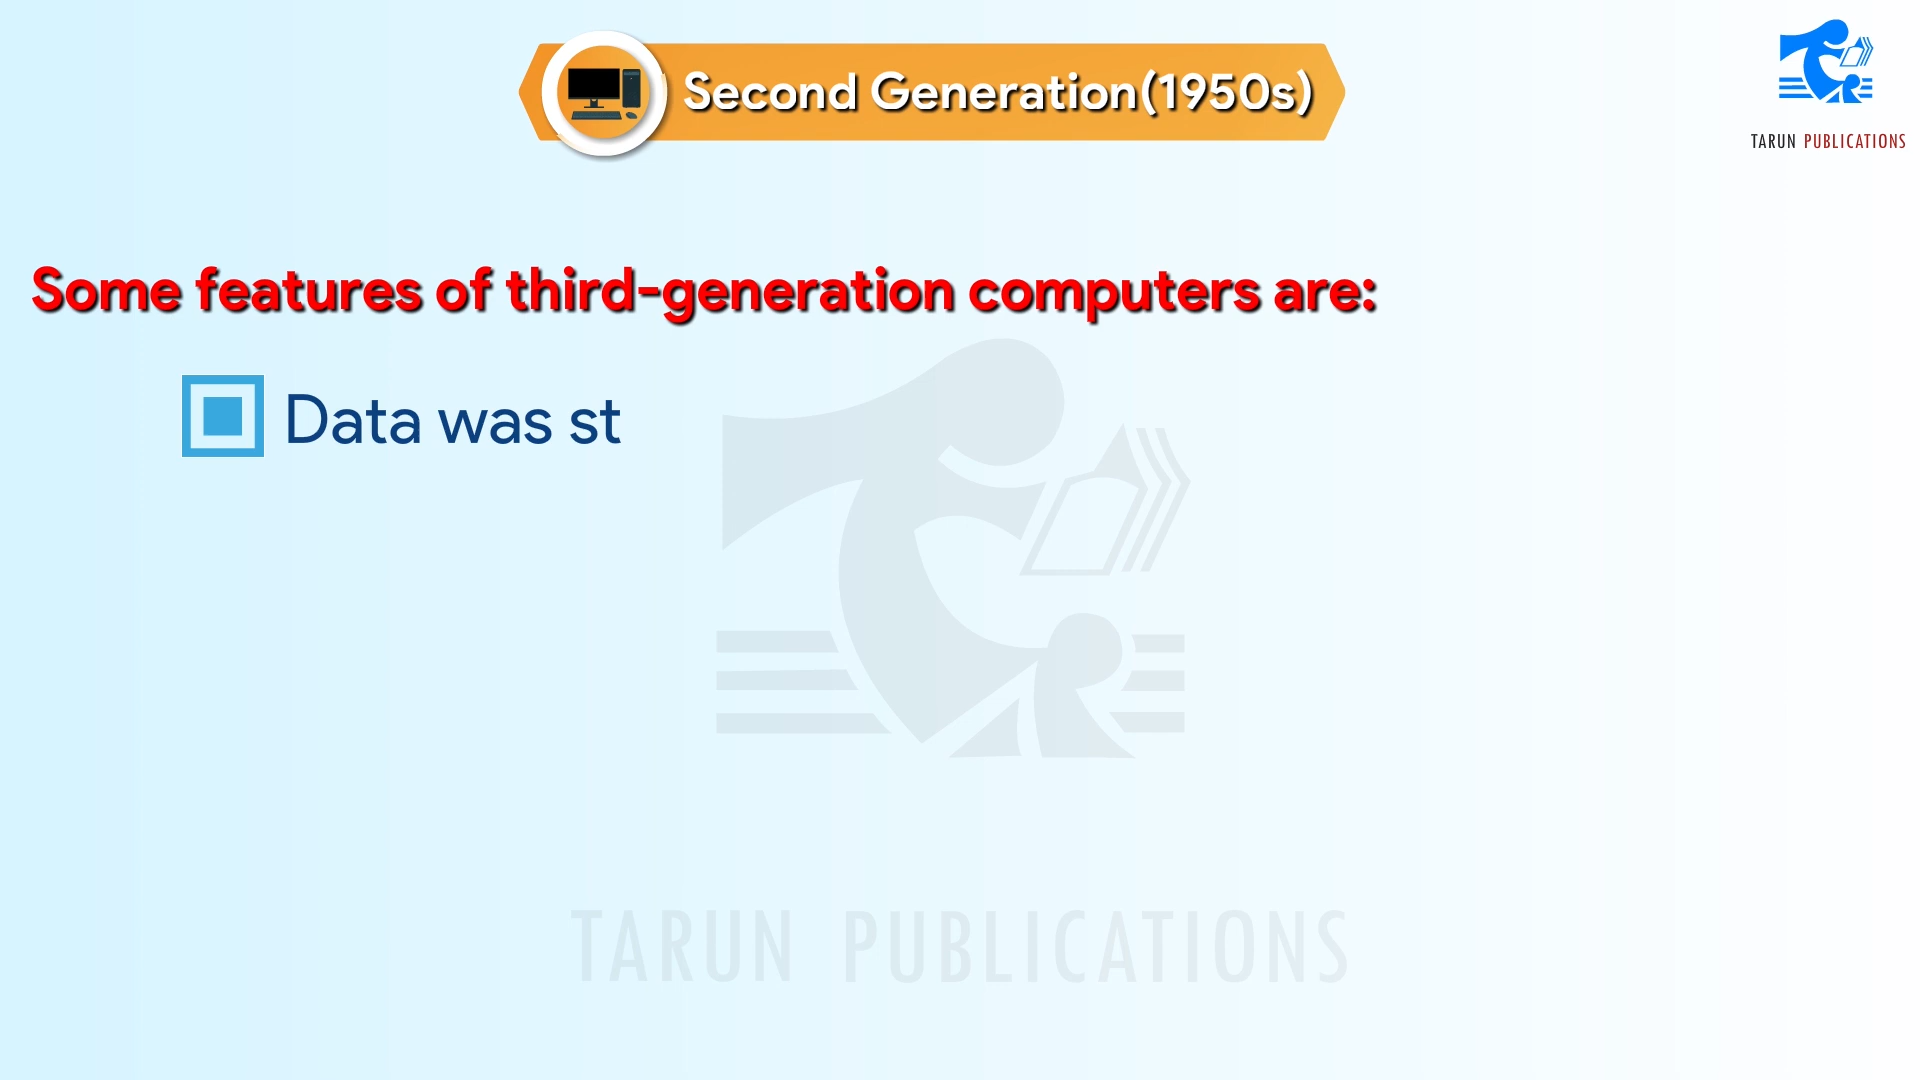 Second Generation(1950s)
TARUN PUBLICATIONS
Some features of third-generation computers are:
Data was st
TARUN PUBLICATIONS